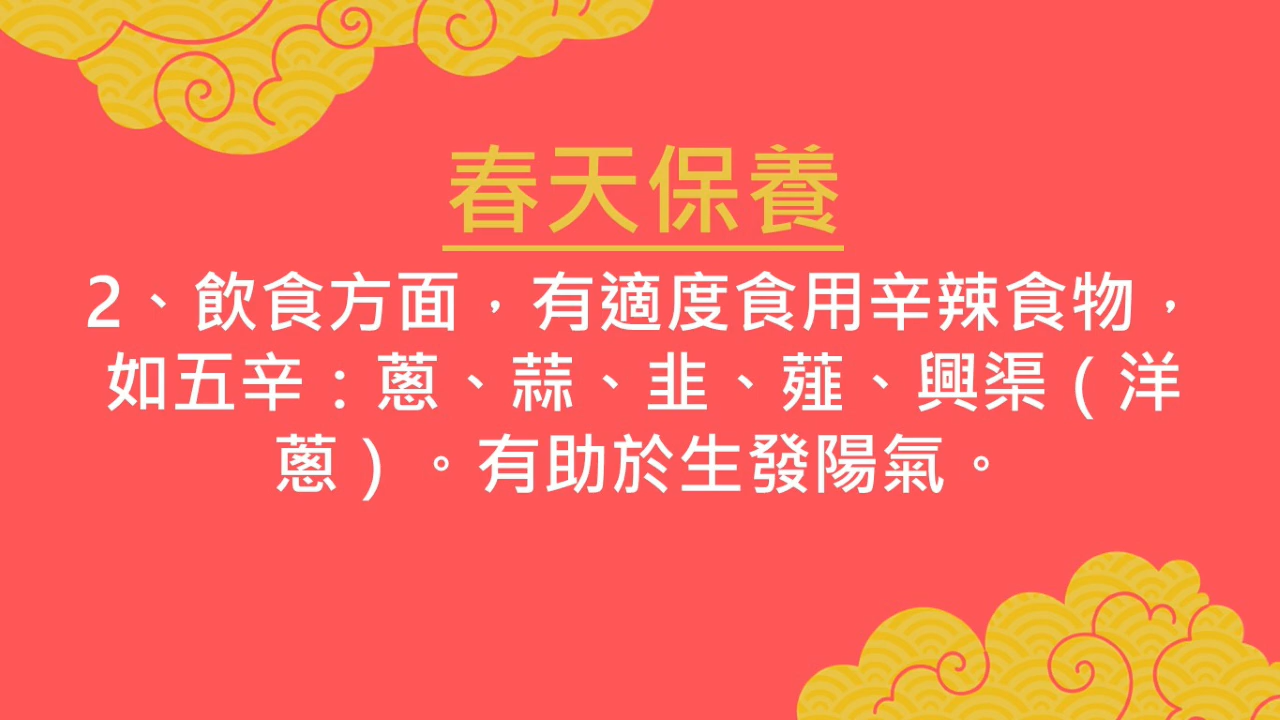 春天保養
2、飲食方面，有適度食用辛辣食物，
如五辛：蔥、蒜、韭、薤、興渠（洋
蔥）。有助於生發陽氣。